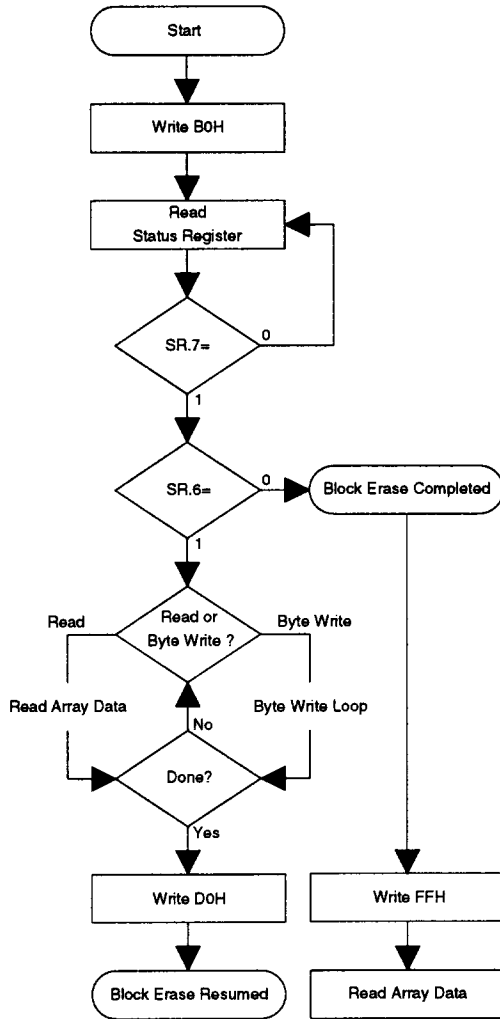 Start
Write B0H
Read
Status Register
SR.7=
0
1
SR.6=
0
Block Erase Completed
1
Read
Read or
Byte Write ?
Byte Write
Read Array Data
Byte Write Loop
No
Done?
Yes
Write D0H
Write FFH
Block Erase Resumed
Read Array Data